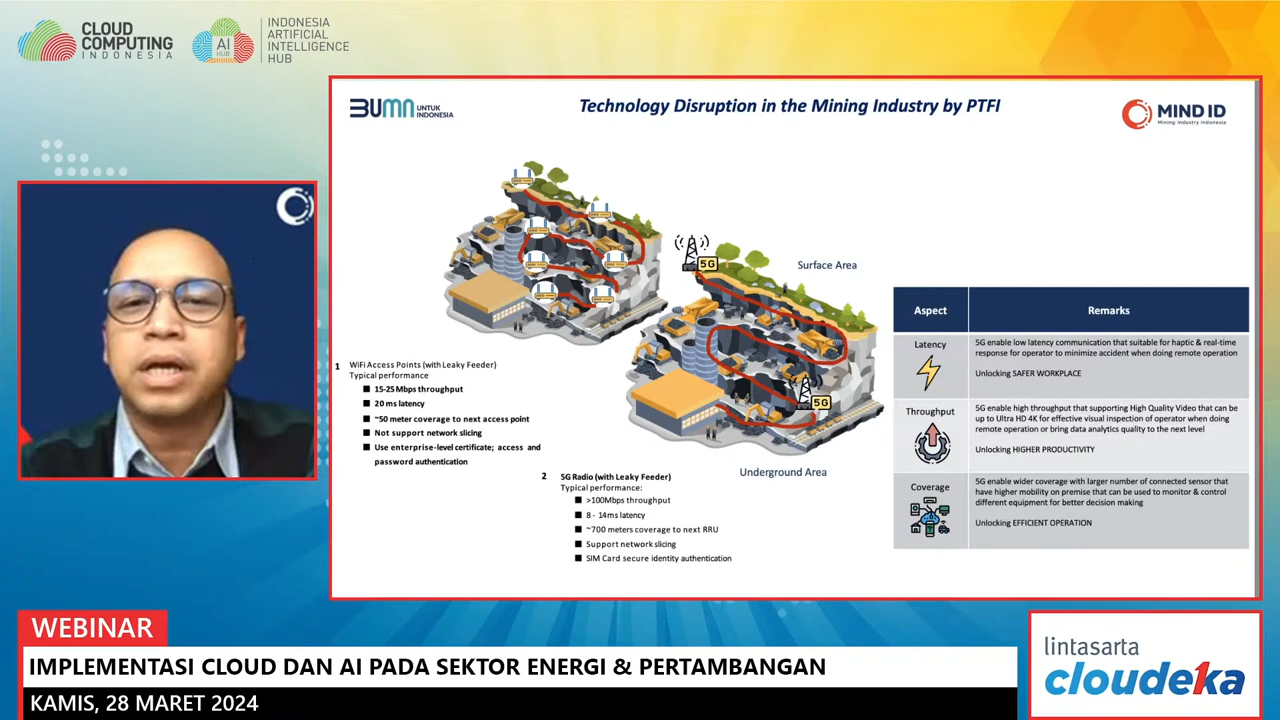 CLOUD
COMPUTING
INDONESIA
AI
HUB
INDONESIA
ARTIFICIAL
INTELLIGENCE
HUB
BUMN UNTUK
INDONESIA
Technology Disruption in the Mining Industry by PTFI
MIND ID
Mining Industry Indonesia
5G
Surface Area
5G
Underground Area
1 WiFi Access Points (with Leaky Feeder)
Typical performance
■ 15-25 Mbps throughput
■ 20 ms latency
■ ~50 meter coverage to next access point
■ Not support network slicing
■ Use enterprise-level certificate; access and
password authentication
2 5G Radio (with Leaky Feeder)
Typical performance:
■ >100Mbps throughput
■ 8 - 14ms latency
■ ~700 meters coverage to next RRU
■ Support network slicing
■ SIM Card secure identity authentication
Aspect Remarks
Latency
5G enable low latency communication that suitable for haptic & real-time
response for operator to minimize accident when doing remote operation
Unlocking SAFER WORKPLACE
Throughput
5G enable high throughput that supporting High Quality Video that can be
up to Ultra HD 4K for effective visual inspection of operator when doing
remote operation or bring data analytics quality to the next level
Unlocking HIGHER PRODUCTIVITY
Coverage
5G enable wider coverage with larger number of connected sensor that
have higher mobility on premise that can be used to monitor & control
different equipment for better decision making
Unlocking EFFICIENT OPERATION
WEBINAR
IMPLEMENTASI CLOUD DAN AI PADA SEKTOR ENERGI & PERTAMBANGAN
KAMIS, 28 MARET 2024
lintasarta
cloudeka